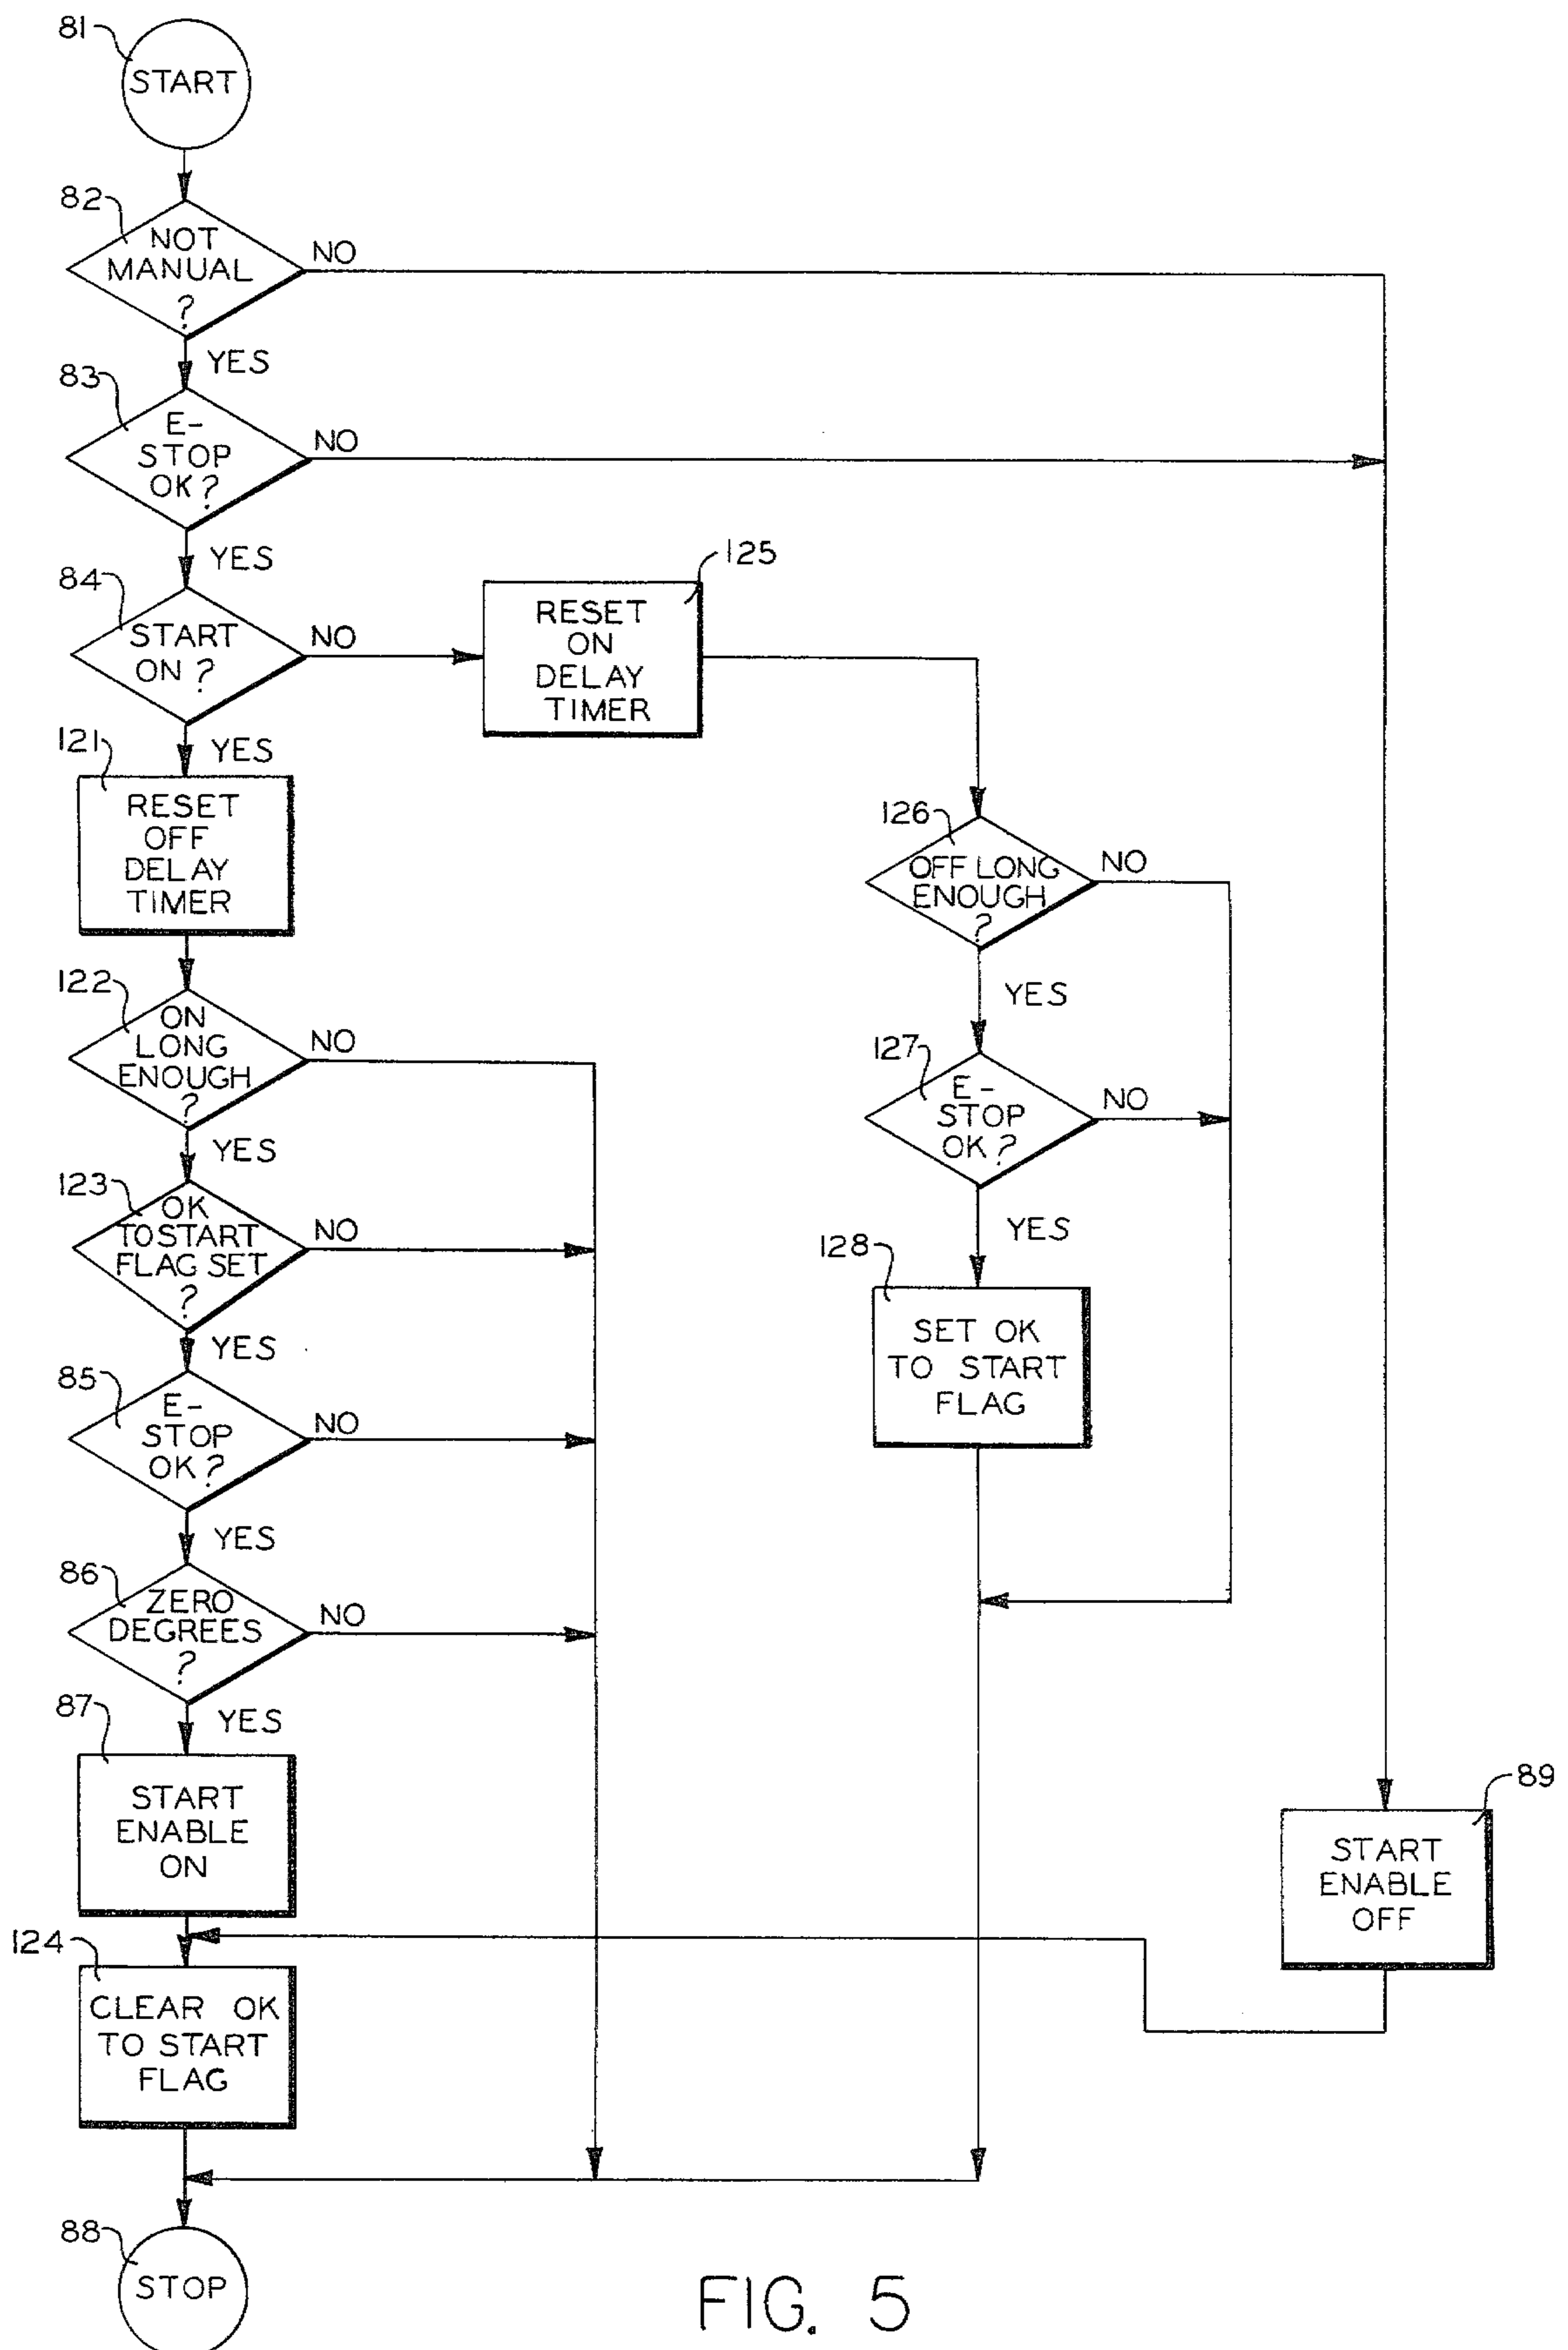 81
START
82
NOT
MANUAL
?
NO
YES
83
E-
STOP
OK?
NO
YES
84
START
ON ?
NO
YES
125
RESET
ON
DELAY
TIMER
121
RESET
OFF
DELAY
TIMER
126
OFF LONG
ENOUGH
?
NO
YES
122
ON
LONG
ENOUGH
?
NO
YES
127
E-
STOP
OK?
NO
YES
123
OK
TO START
FLAG SET
?
NO
YES
128
SET OK
TO START
FLAG
85
E-
STOP
OK?
NO
YES
86
ZERO
DEGREES
?
NO
YES
87
START
ENABLE
ON
89
START
ENABLE
OFF
124
CLEAR OK
TO START
FLAG
88
STOP
FIG. 5